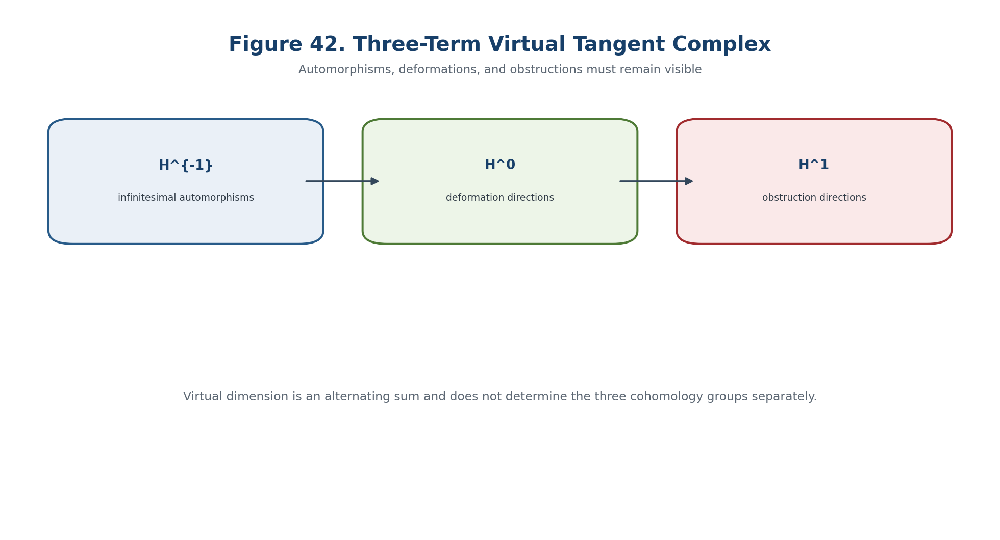 Figure 42. Three-Term Virtual Tangent Complex
Automorphisms, deformations, and obstructions must remain visible
H^{-1}
infinitesimal automorphisms
H^0
deformation directions
H^1
obstruction directions
Virtual dimension is an alternating sum and does not determine the three cohomology groups separately.